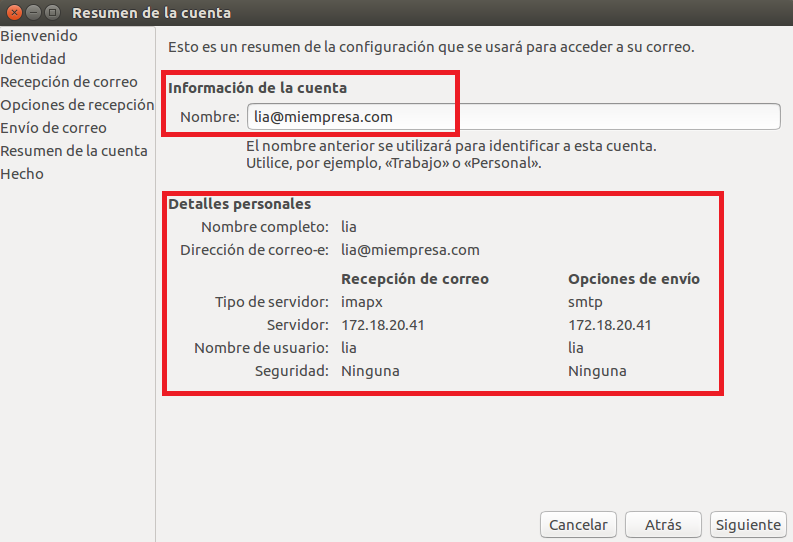 Resumen de la cuenta
Bienvenido
Identidad
Recepción de correo
Opciones de recepción
Envío de correo
Resumen de la cuenta
Hecho
Esto es un resumen de la configuración que se usará para acceder a su correo.
Información de la cuenta
Nombre: lia@miempresa.com
El nombre anterior se utilizará para identificar a esta cuenta.
Utilice, por ejemplo, «Trabajo» o «Personal».
Detalles personales
Nombre completo: lia
Dirección de correo-e: lia@miempresa.com
Recepción de correo Opciones de envío
Tipo de servidor: imapx smtp
Servidor: 172.18.20.41 172.18.20.41
Nombre de usuario: lia lia
Seguridad: Ninguna Ninguna
Cancelar Atrás Siguiente